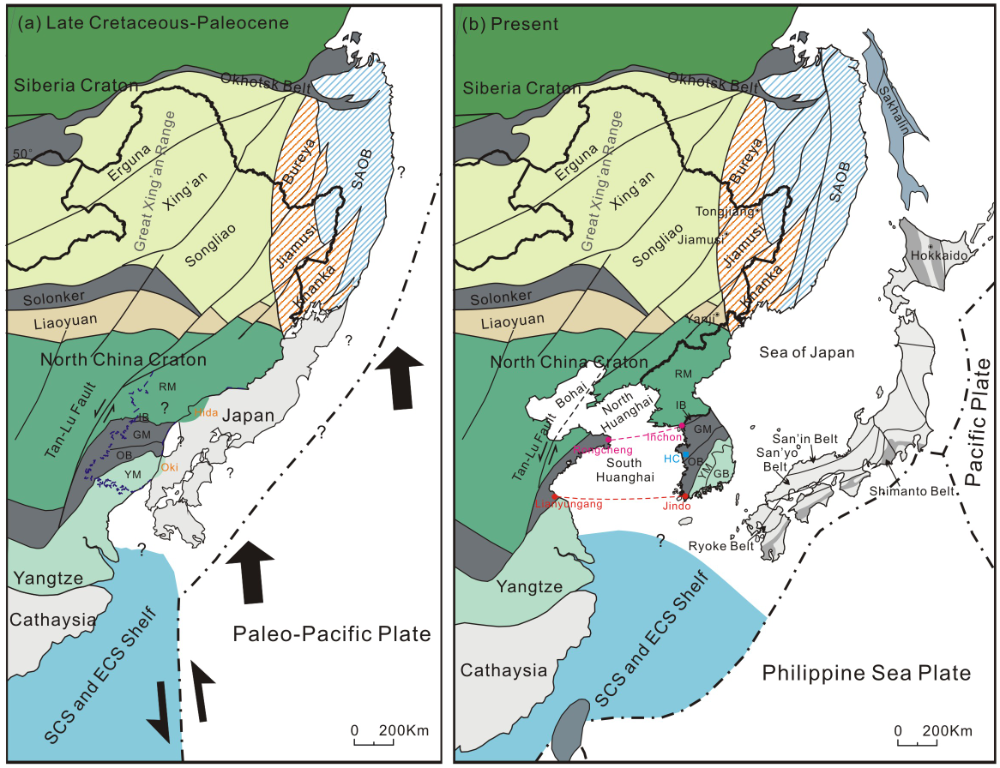 (a) Late Cretaceous-Paleocene
Siberia Craton
Okhotsk Belt
50°
Erguna
Great Xing'an Range
Xing'an
Songliao
Bureya
SAOB
?
Jiamusi
Khanka
Solonker
Liaoyuan
North China Craton
?
Tan-Lu Fault
RM
?
IB
GM
OB
YM
Hida
Japan
?
?
Oki
?
?
Yangtze
Cathaysia
SCS and ECS Shelf
Paleo-Pacific Plate
0 200Km
(b) Present
Siberia Craton
Okhotsk Belt
Sakhalin
Erguna
Great Xing'an Range
Xing'an
Songliao
Bureya
SAOB
Tongjiang
Jiamusi
Jiamusi
Khanka
Hokkaido
Solonker
Liaoyuan
Yanji
North China Craton
Sea of Japan
Pacific Plate
RM
Bohai
North
Huanghai
IB
Tan-Lu Fault
Rongcheng
Inchon
GM
HC
OB
YM
GB
South
Huanghai
San'in Belt
San'yo
Belt
Shimanto Belt
Lianyungang
Jindo
Ryoke Belt
?
Yangtze
Cathaysia
SCS and ECS Shelf
Philippine Sea Plate
0 200Km